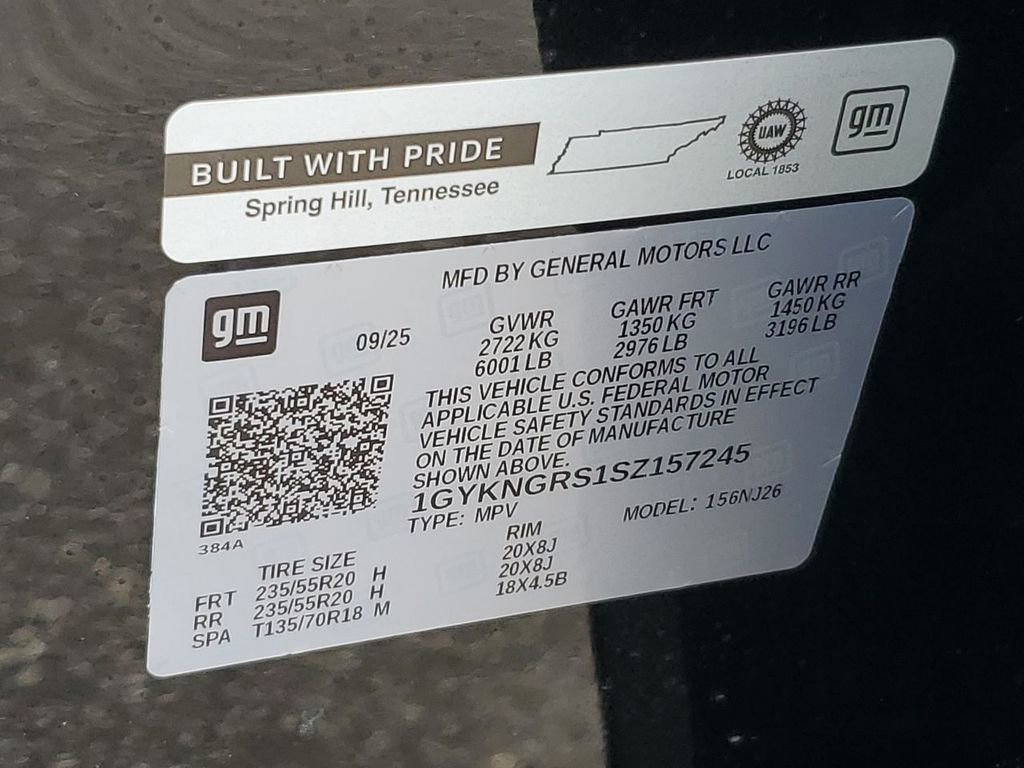 BUILT WITH PRIDE
Spring Hill, Tennessee
UAW
LOCAL 1853
gm
MFD BY GENERAL MOTORS LLC
gm
09/25
GVWR
2722 KG
6001 LB
GAWR FRT
1350 KG
2976 LB
GAWR RR
1450 KG
3196 LB
THIS VEHICLE CONFORMS TO ALL
APPLICABLE U.S. FEDERAL MOTOR
VEHICLE SAFETY STANDARDS IN EFFECT
ON THE DATE OF MANUFACTURE
SHOWN ABOVE.
1GYKNGRS1SZ157245
TYPE: MPV MODEL: 156NJ26
384A
TIRE SIZE RIM
FRT 235/55R20 H 20X8J
RR 235/55R20 H 20X8J
SPA T135/70R18 M 18X4.5B